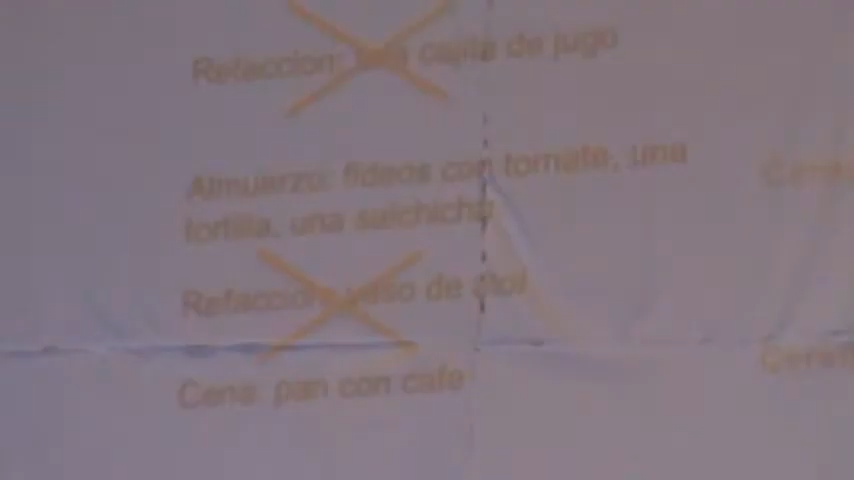 Refaccion: una cajita de jugo
Almuerzo: fideos con tomate, una
tortilla, una salchicha
Refaccion: vaso de atol
Cena: pan con cafe